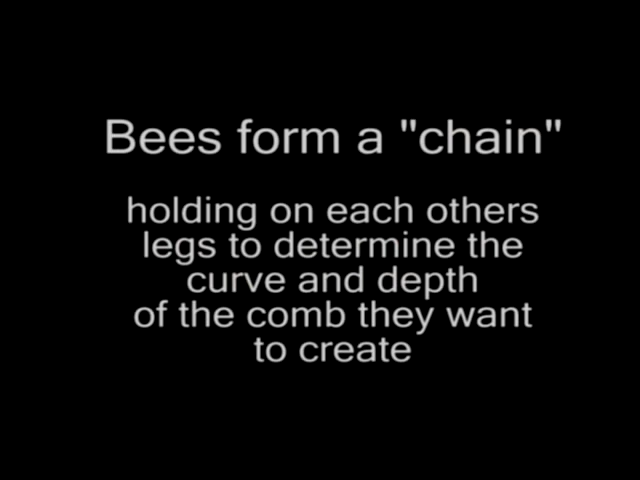 Bees form a "chain"
holding on each others
legs to determine the
curve and depth
of the comb they want
to create